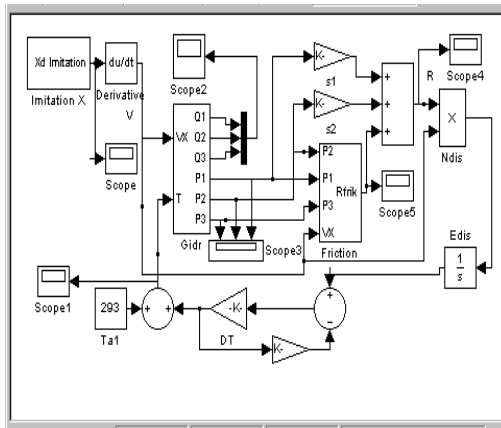 Xd Imitation
Imitation X
du/dt
Derivative
V
Scope
Scope2
Q1
Q2
Q3
P1
P2
P3
VX
T
Gidr
Scope3
K-
s1
K-
s2
+
+
+
R
Scope4
X
Ndis
P2
P1
P3
VX
Rfrik
Friction
Scope5
Edis
1
s
Scope1
293
Ta1
+
+
-K-
DT
K-
+
−